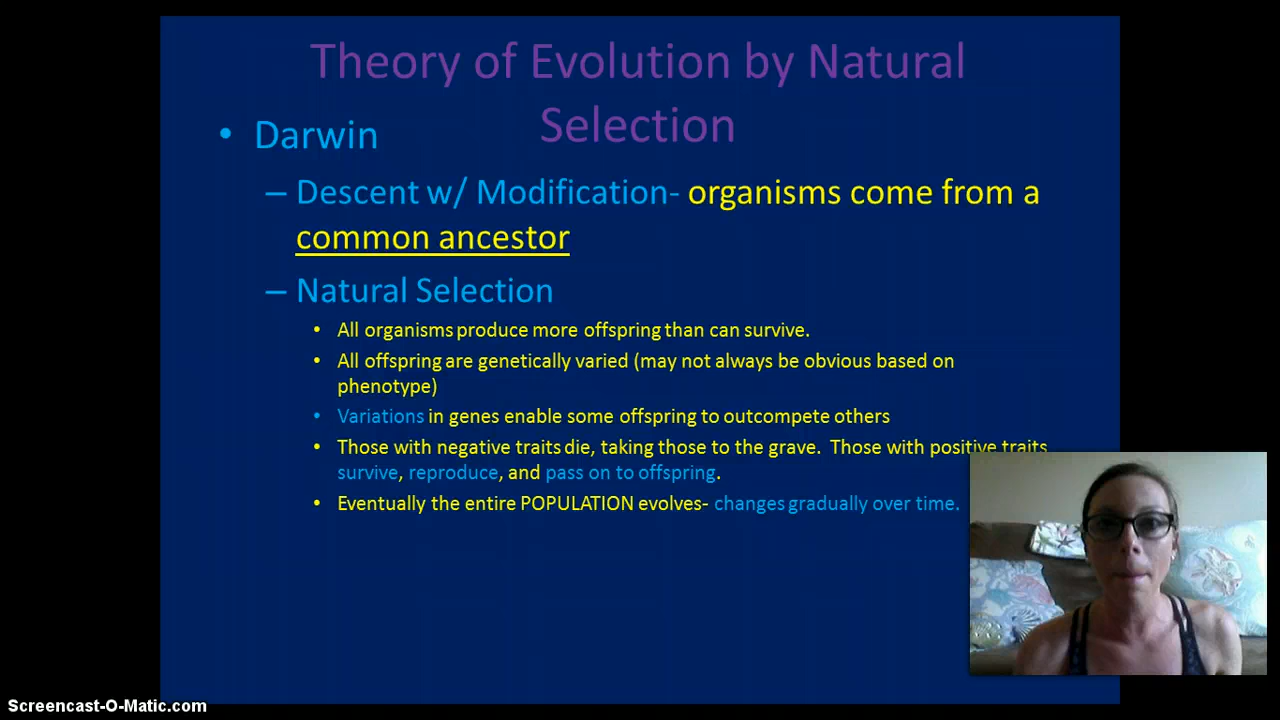 Theory of Evolution by Natural
Selection
• Darwin
– Descent w/ Modification- organisms come from a
common ancestor
– Natural Selection
• All organisms produce more offspring than can survive.
• All offspring are genetically varied (may not always be obvious based on
phenotype)
• Variations in genes enable some offspring to outcompete others
• Those with negative traits die, taking those to the grave.  Those with positive traits
survive, reproduce, and pass on to offspring.
• Eventually the entire POPULATION evolves- changes gradually over time.
Screencast-O-Matic.com